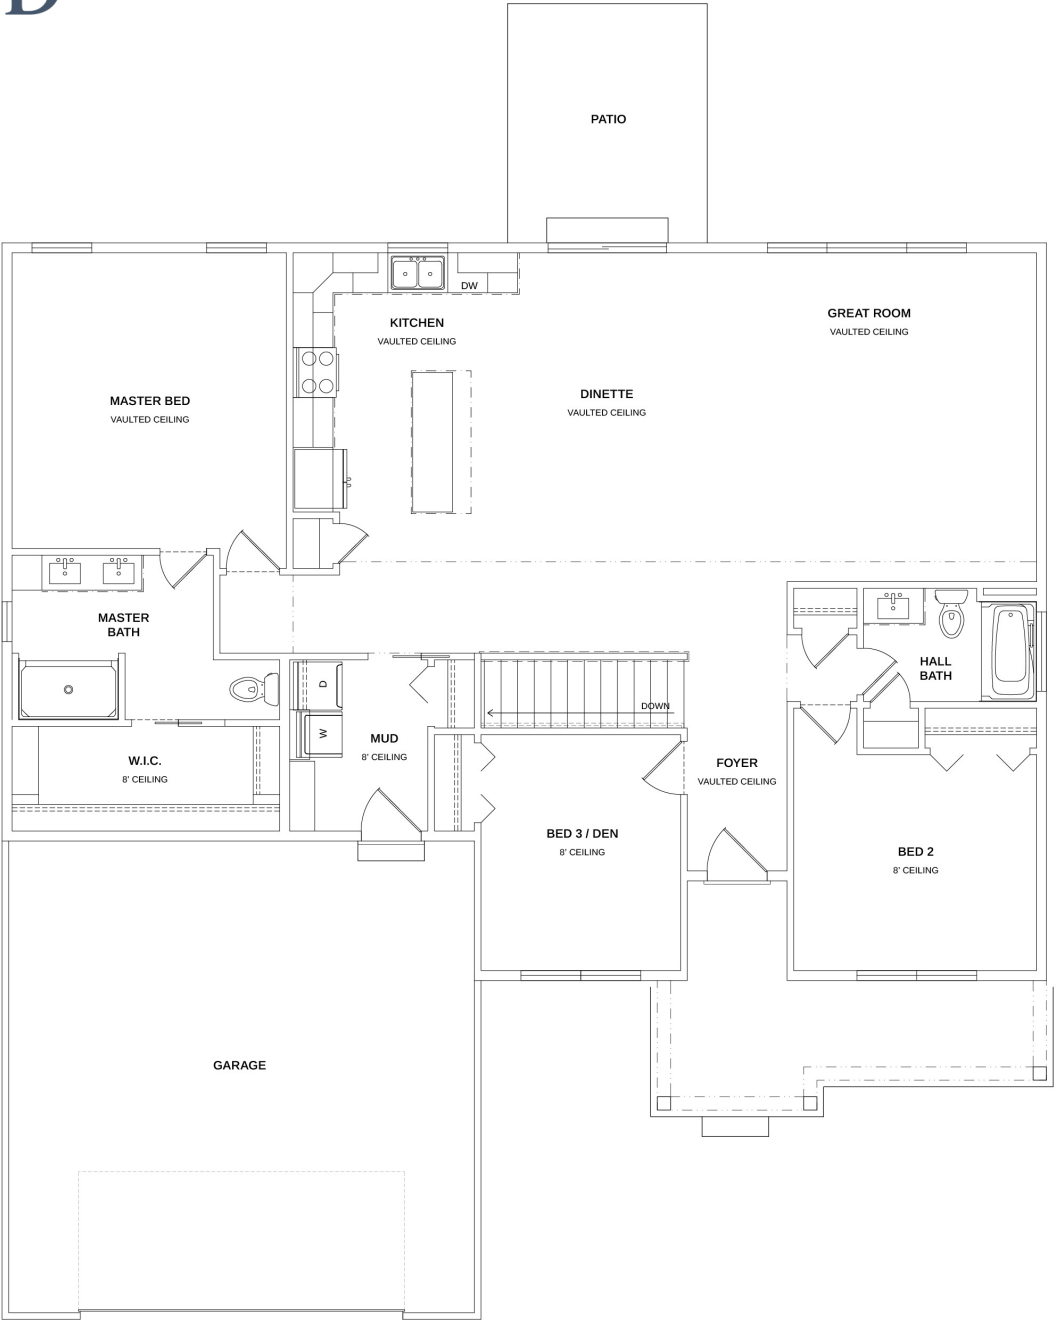 D
PATIO
DW
KITCHEN
VAULTED CEILING
GREAT ROOM
VAULTED CEILING
MASTER BED
VAULTED CEILING
DINETTE
VAULTED CEILING
MASTER
BATH
HALL
BATH
D
W
DOWN
MUD
8' CEILING
W.I.C.
8' CEILING
FOYER
VAULTED CEILING
BED 3 / DEN
8' CEILING
BED 2
8' CEILING
GARAGE